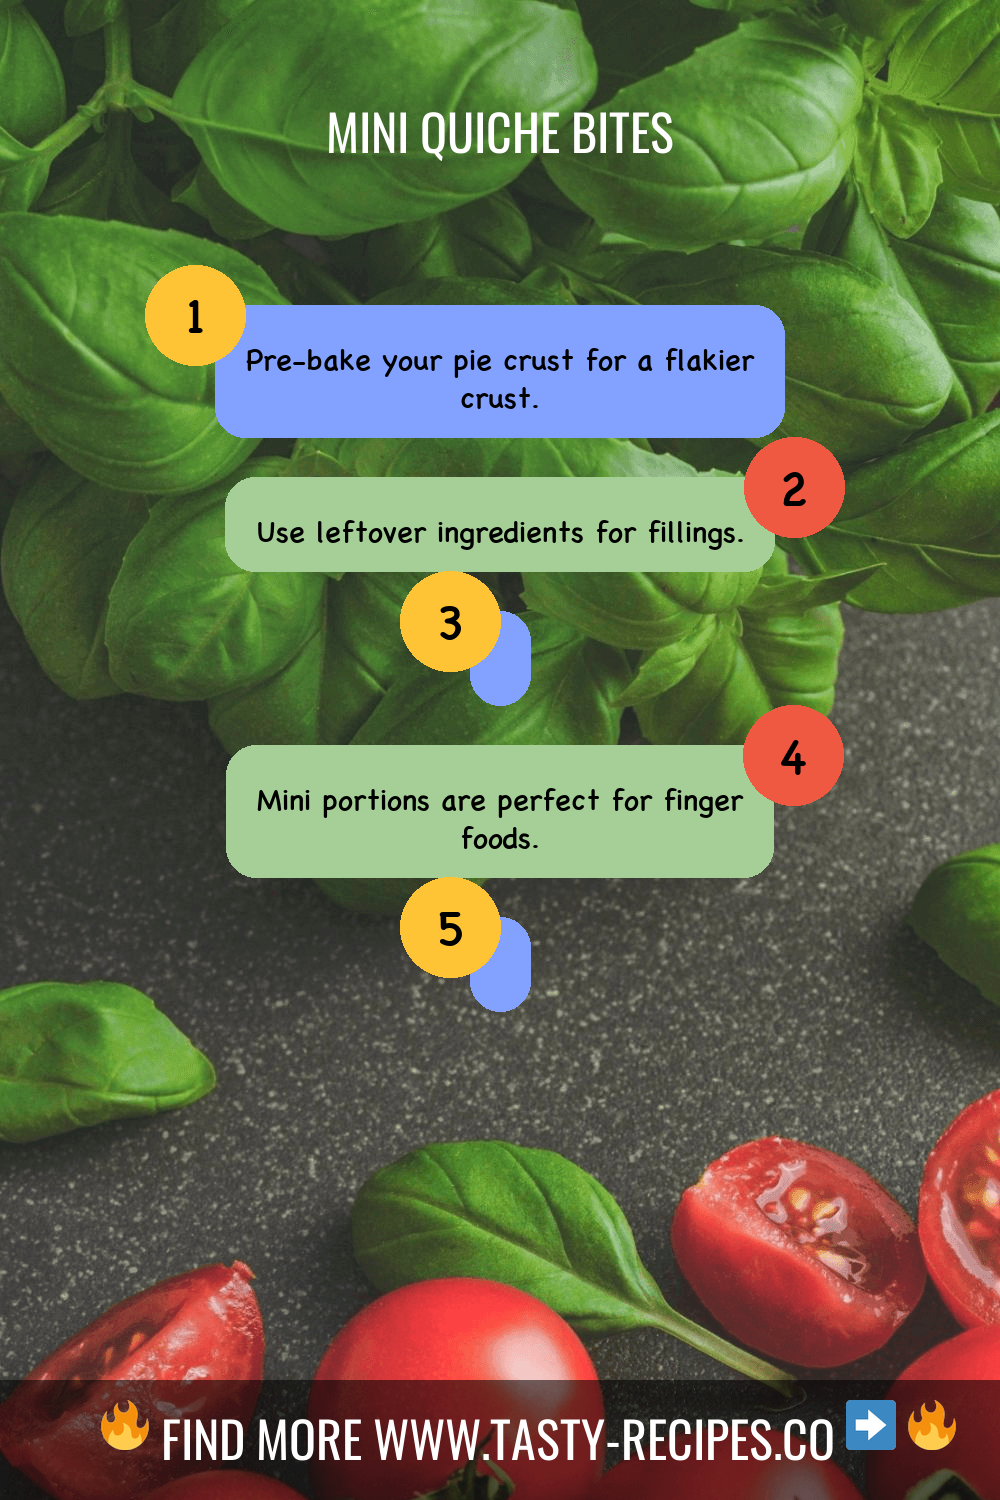 MINI QUICHE BITES
1
Pre-bake your pie crust for a flakier
crust.
2
Use leftover ingredients for fillings.
3
4
Mini portions are perfect for finger
foods.
5
FIND MORE WWW.TASTY-RECIPES.CO